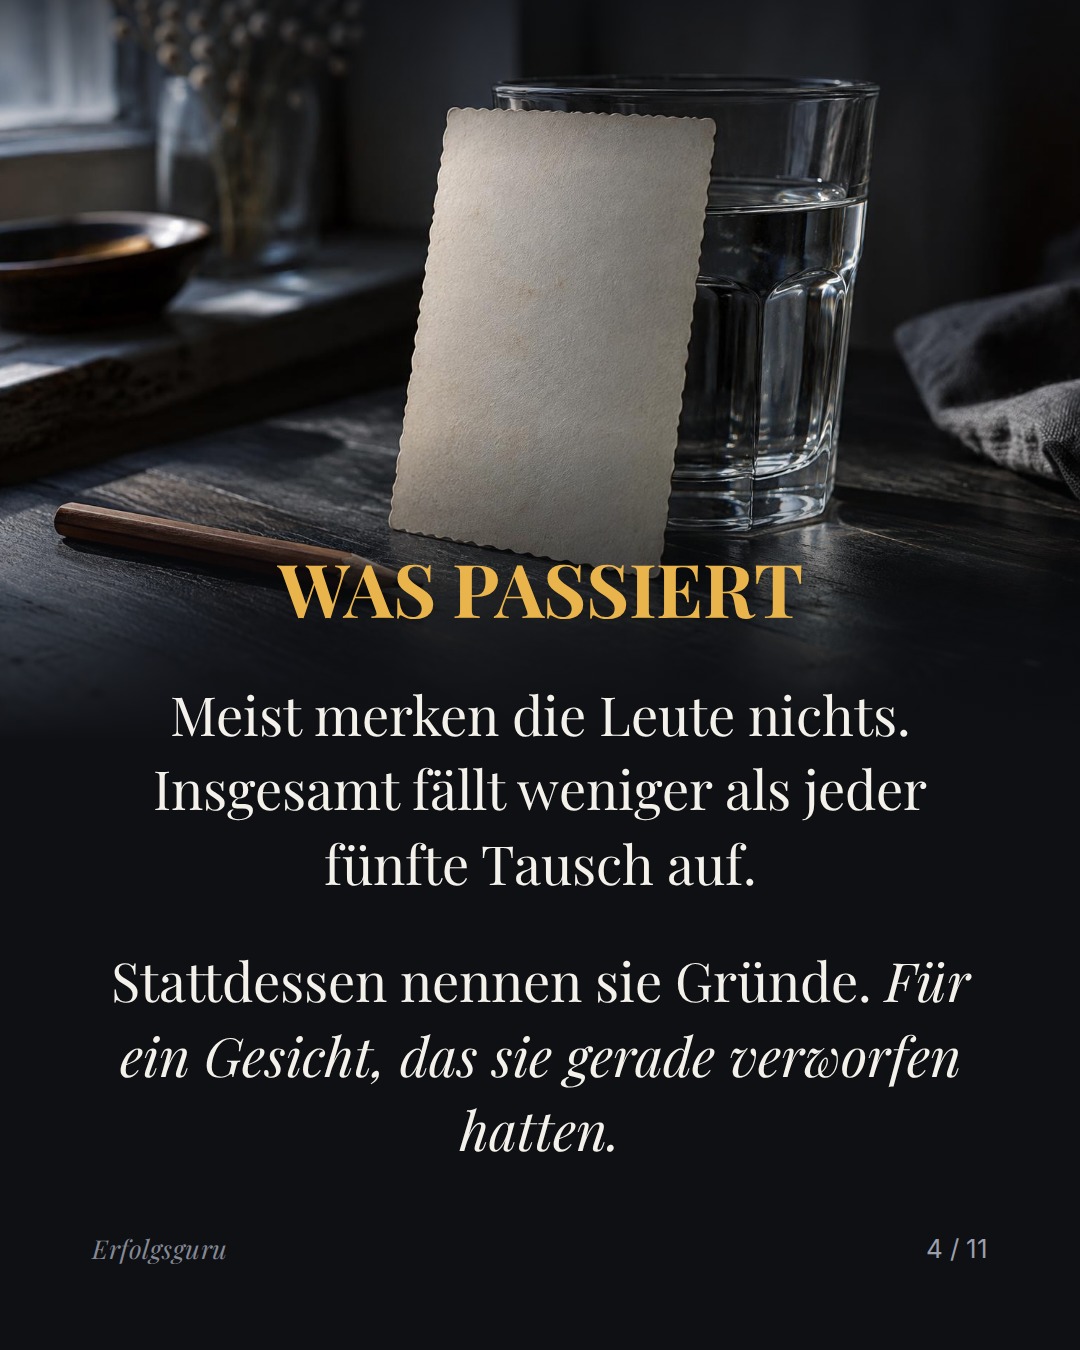 WAS PASSIERT
Meist merken die Leute nichts.
Insgesamt fällt weniger als jeder
fünfte Tausch auf.
Stattdessen nennen sie Gründe. Für
ein Gesicht, das sie gerade verworfen
hatten.
Erfolgsguru
4 / 11